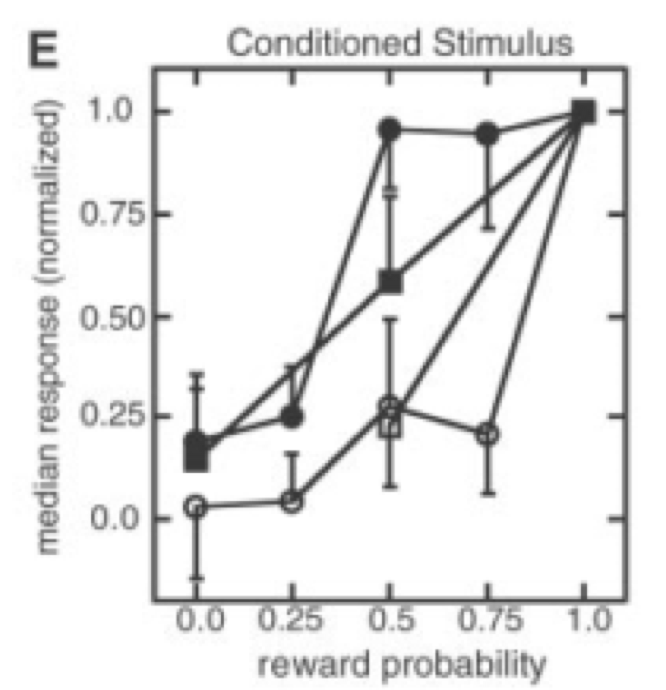 E
Conditioned Stimulus
median response (normalized)
1.0
0.75
0.50
0.25
0.0
0.0 0.25 0.5 0.75 1.0
reward probability